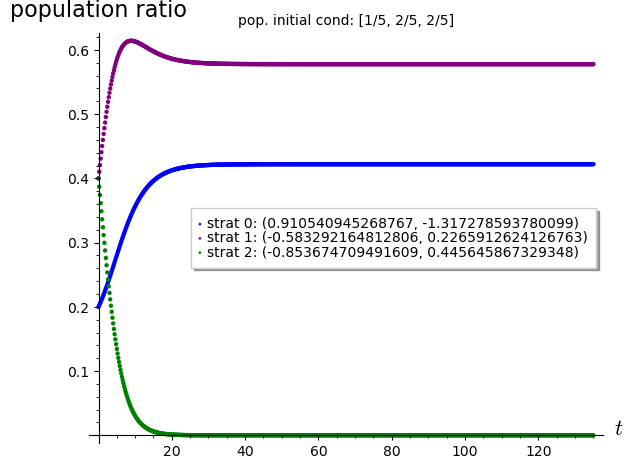 population ratio
pop. initial cond: [1/5, 2/5, 2/5]
0.6
0.5
0.4
0.3
0.2
0.1
strat 0: (0.910540945268767, -1.317278593780099)
strat 1: (-0.583292164812806, 0.2265912624126763)
strat 2: (-0.853674709491609, 0.445645867329348)
20 40 60 80 100 120
t